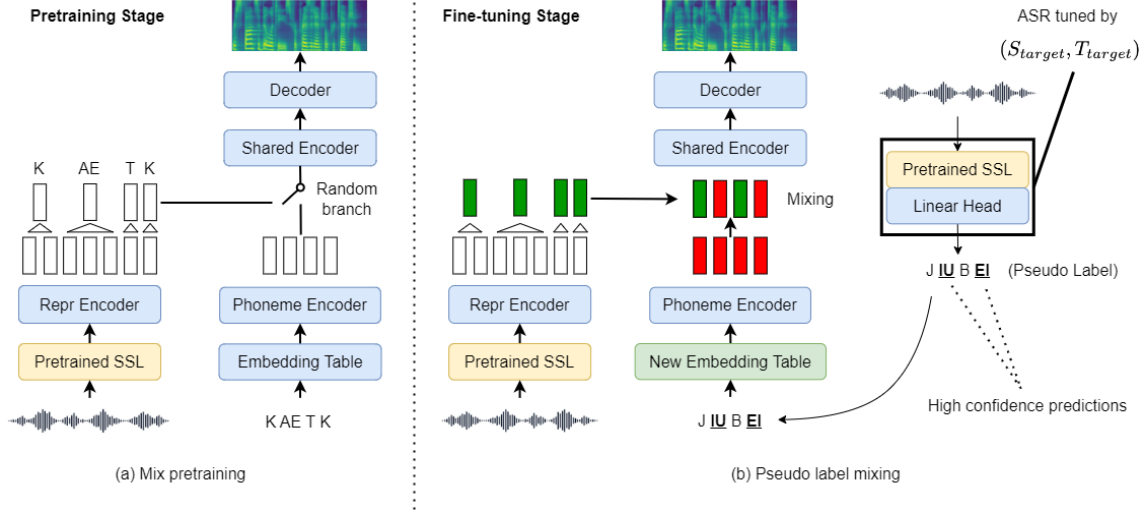 Pretraining Stage
Decoder
Shared Encoder
K AE T K
Random
branch
Repr Encoder
Phoneme Encoder
Pretrained SSL
Embedding Table
K AE T K
(a) Mix pretraining
Fine-tuning Stage
Decoder
Shared Encoder
Mixing
Repr Encoder
Phoneme Encoder
Pretrained SSL
New Embedding Table
J IU B EI
ASR tuned by
(S_target, T_target)
Pretrained SSL
Linear Head
J IU B EI (Pseudo Label)
High confidence predictions
(b) Pseudo label mixing